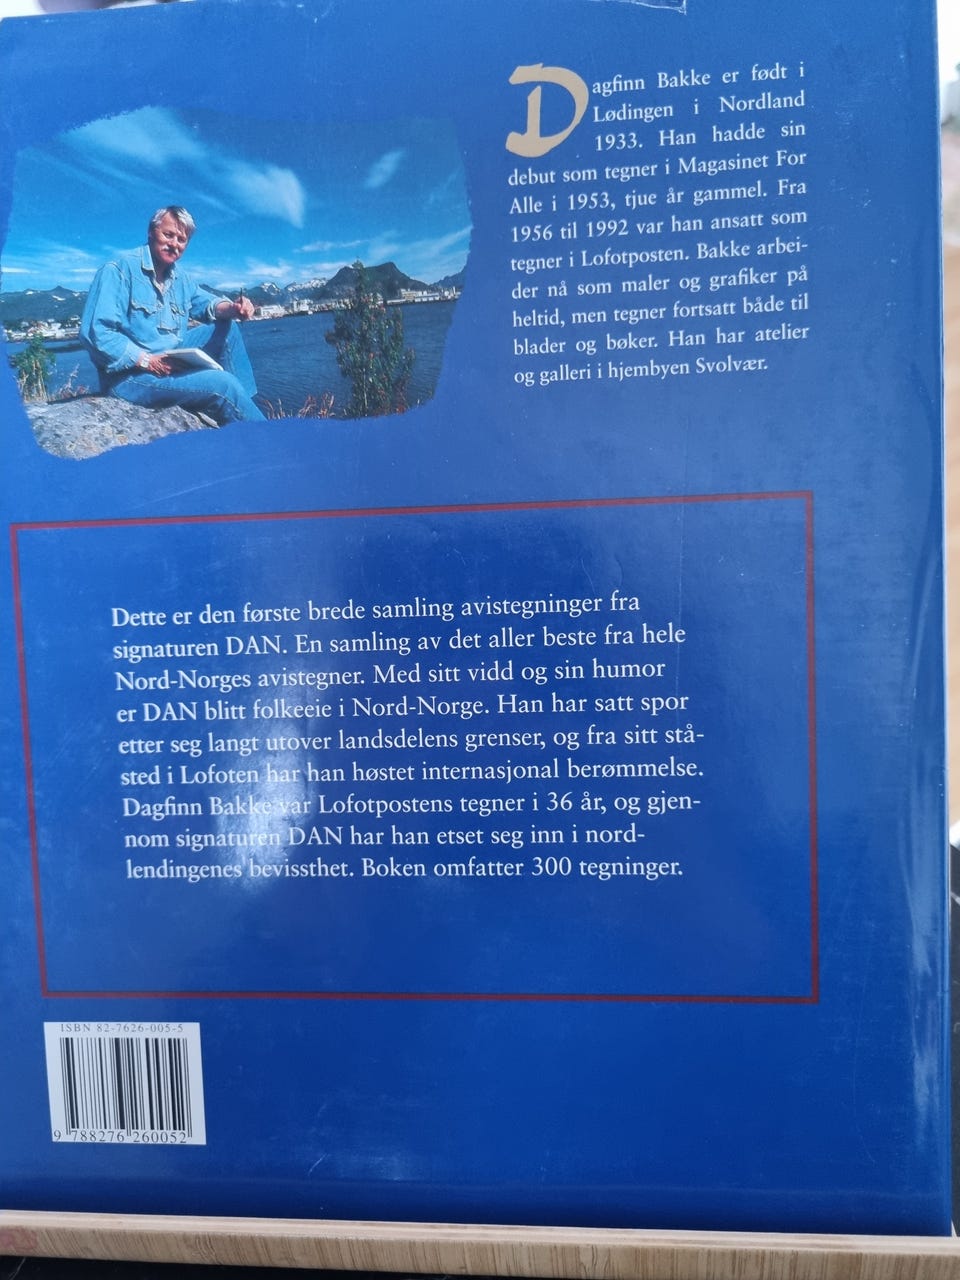 Dagfinn Bakke er født i
Lødingen i Nordland
1933. Han hadde sin
debut som tegner i Magasinet For
Alle i 1953, tjue år gammel. Fra
1956 til 1992 var han ansatt som
tegner i Lofotposten. Bakke arbei-
der nå som maler og grafiker på
heltid, men tegner fortsatt både til
blader og bøker. Han har atelier
og galleri i hjembyen Svolvær.
Dette er den første brede samling avistegninger fra
signaturen DAN. En samling av det aller beste fra hele
Nord-Norges avistegner. Med sitt vidd og sin humor
er DAN blitt folkeeie i Nord-Norge. Han har satt spor
etter seg langt utover landsdelens grenser, og fra sitt stå-
sted i Lofoten har han høstet internasjonal berømmelse.
Dagfinn Bakke var Lofotpostens tegner i 36 år, og gjen-
nom signaturen DAN har han etset seg inn i nord-
lendingenes bevissthet. Boken omfatter 300 tegninger.
ISBN 82-7626-005-5
9 788276 260052